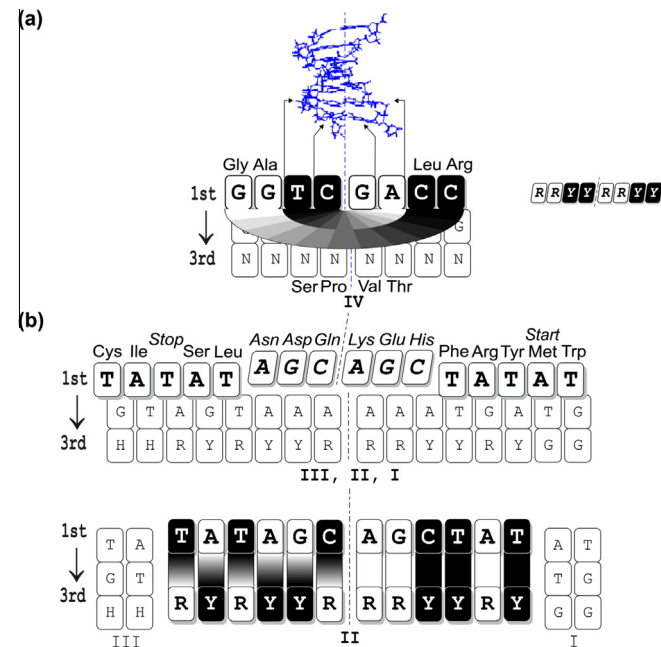 (a)
Gly Ala Leu Arg
1st G G T C G A C C
R R Y Y R R Y Y
G G
3rd N N N N N N N N
Ser Pro Val Thr
IV
(b)
Asn Asp Gln Lys Glu His
Stop Start
Cys Ile Ser Leu Phe Arg Tyr Met Trp
A G C A G C
1st T A T A T T A T A T
G T A G T A A A A A A T G A T G
3rd H H R Y R Y Y R R R Y Y R Y G G
III, II, I
1st T A T A T A G C A G C T A T A T
G T T G
3rd H H R Y R Y Y R R R Y Y R Y G G
III II I